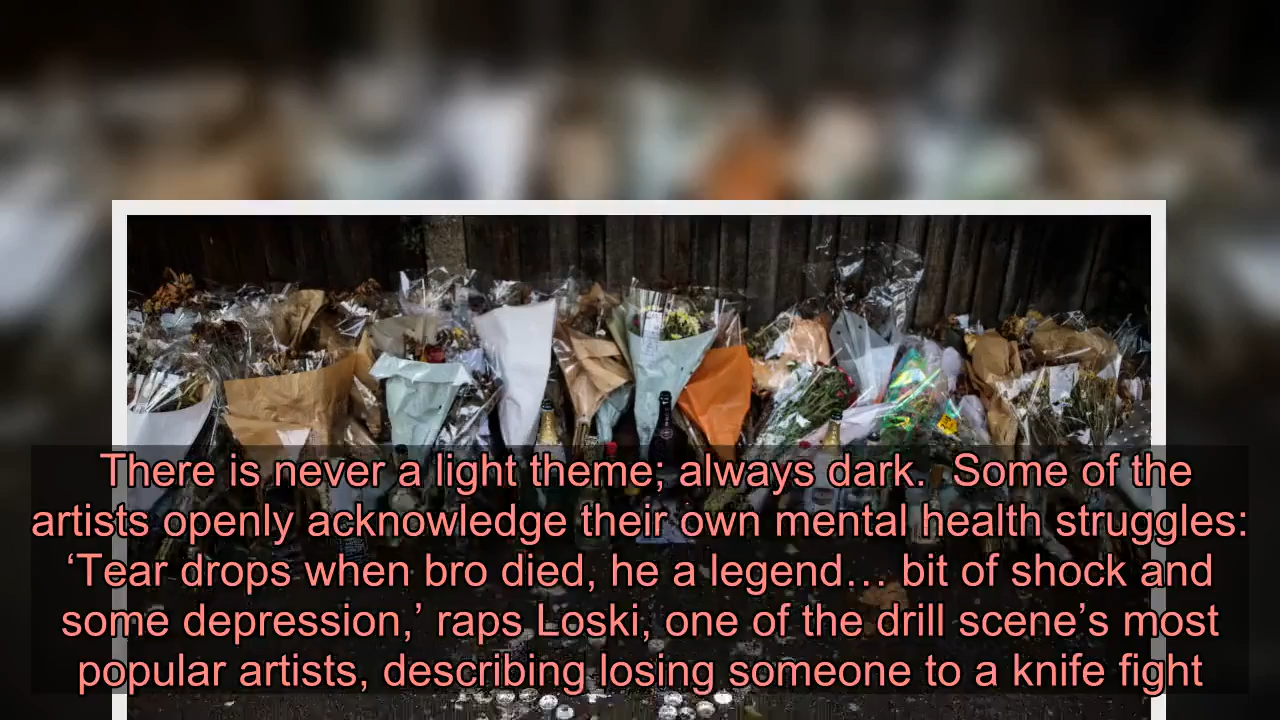 There is never a light theme; always dark.  Some of the
artists openly acknowledge their own mental health struggles:
‘Tear drops when bro died, he a legend… bit of shock and
some depression,’ raps Loski, one of the drill scene’s most
popular artists, describing losing someone to a knife fight